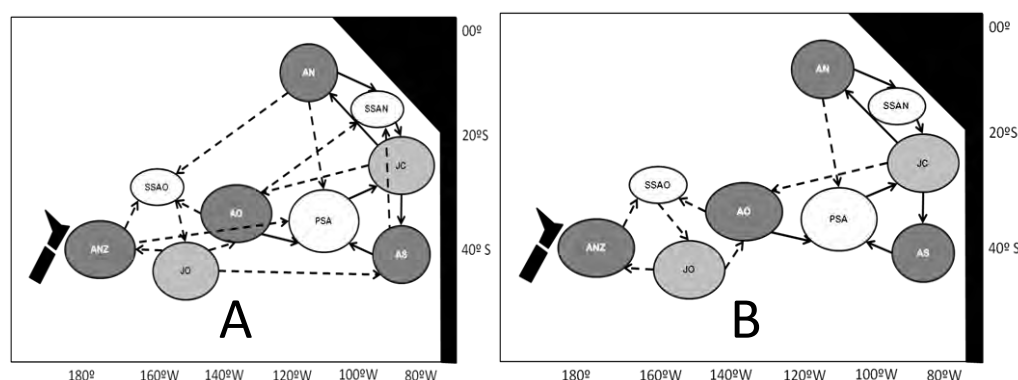 00º
AN
SSAN
20ºS
JC
SSAO
AO
PSA
ANZ
AS
40º S
JO
A
180º 160ºW 140ºW 120ºW 100ºW 80ºW
00º
AN
SSAN
20ºS
JC
SSAO
AO
PSA
ANZ
AS
40º S
JO
B
180º 160ºW 140ºW 120ºW 100ºW 80ºW